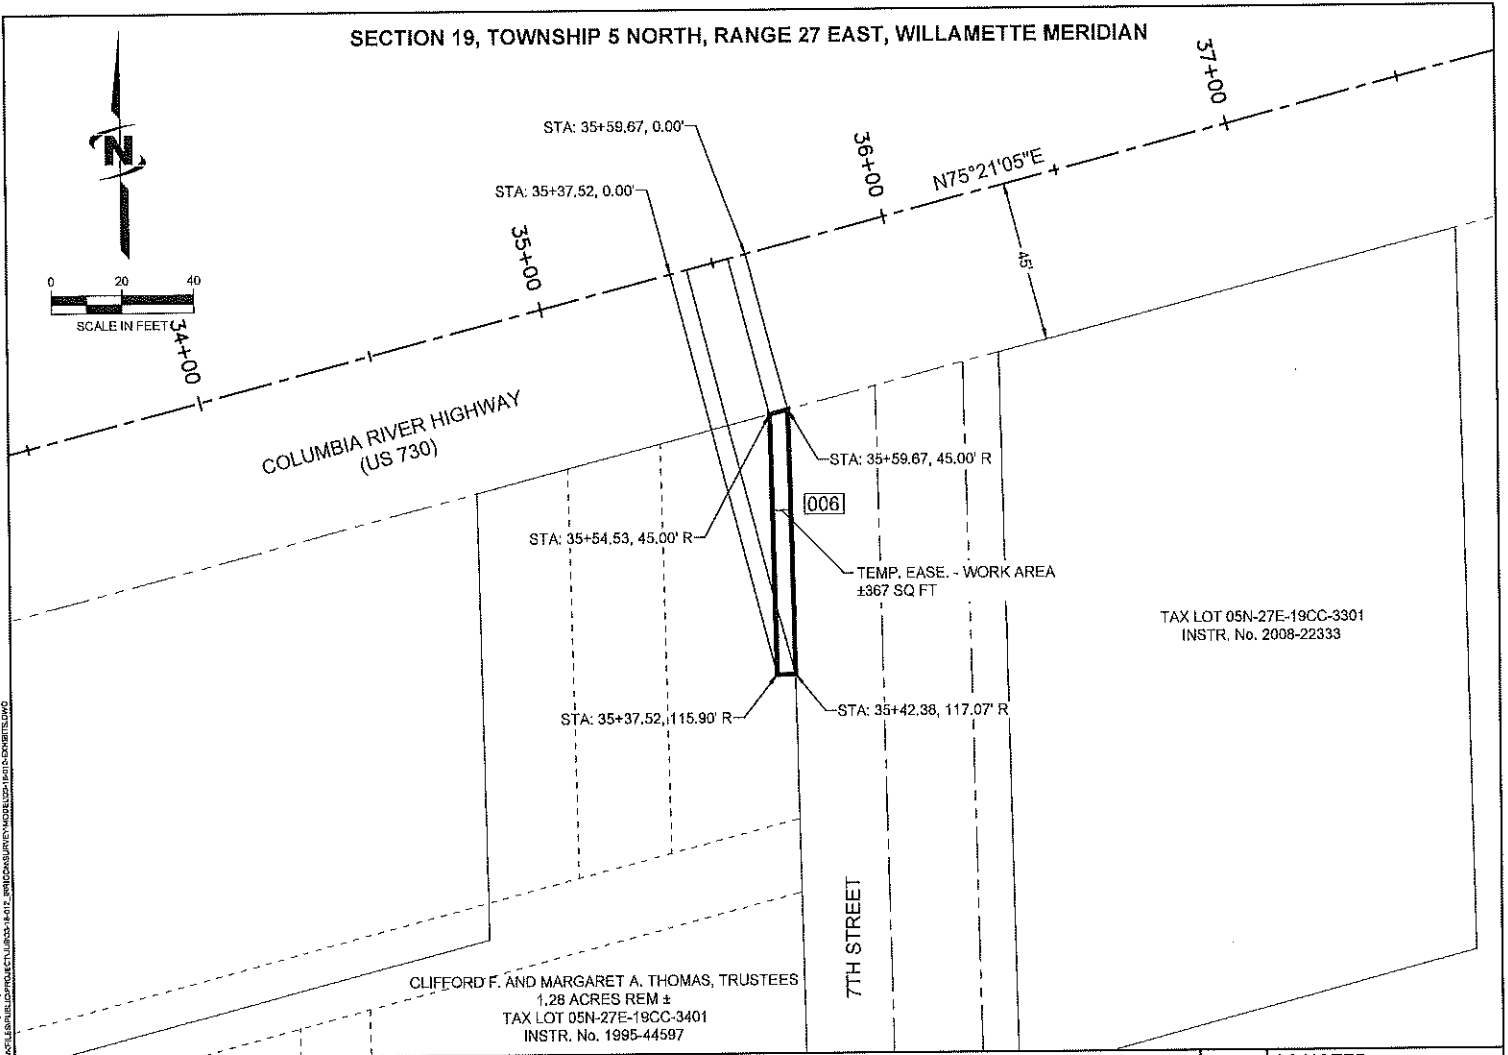 SECTION 19, TOWNSHIP 5 NORTH, RANGE 27 EAST, WILLAMETTE MERIDIAN
N
0 20 40
SCALE IN FEET
34+00
35+00
36+00
37+00
STA: 35+59.67, 0.00'
STA: 35+37.52, 0.00'
N75°21'05"E
45'
COLUMBIA RIVER HIGHWAY
(US 730)
STA: 35+59.67, 45.00' R
006
STA: 35+54.53, 45.00' R
TEMP. EASE. - WORK AREA
±367 SQ FT
TAX LOT 05N-27E-19CC-3301
INSTR. No. 2008-22333
STA: 35+37.52, 115.90' R
STA: 35+42.38, 117.07' R
7TH STREET
CLIFFORD F. AND MARGARET A. THOMAS, TRUSTEES
1.28 ACRES REM ±
TAX LOT 05N-27E-19CC-3401
INSTR. No. 1995-44597